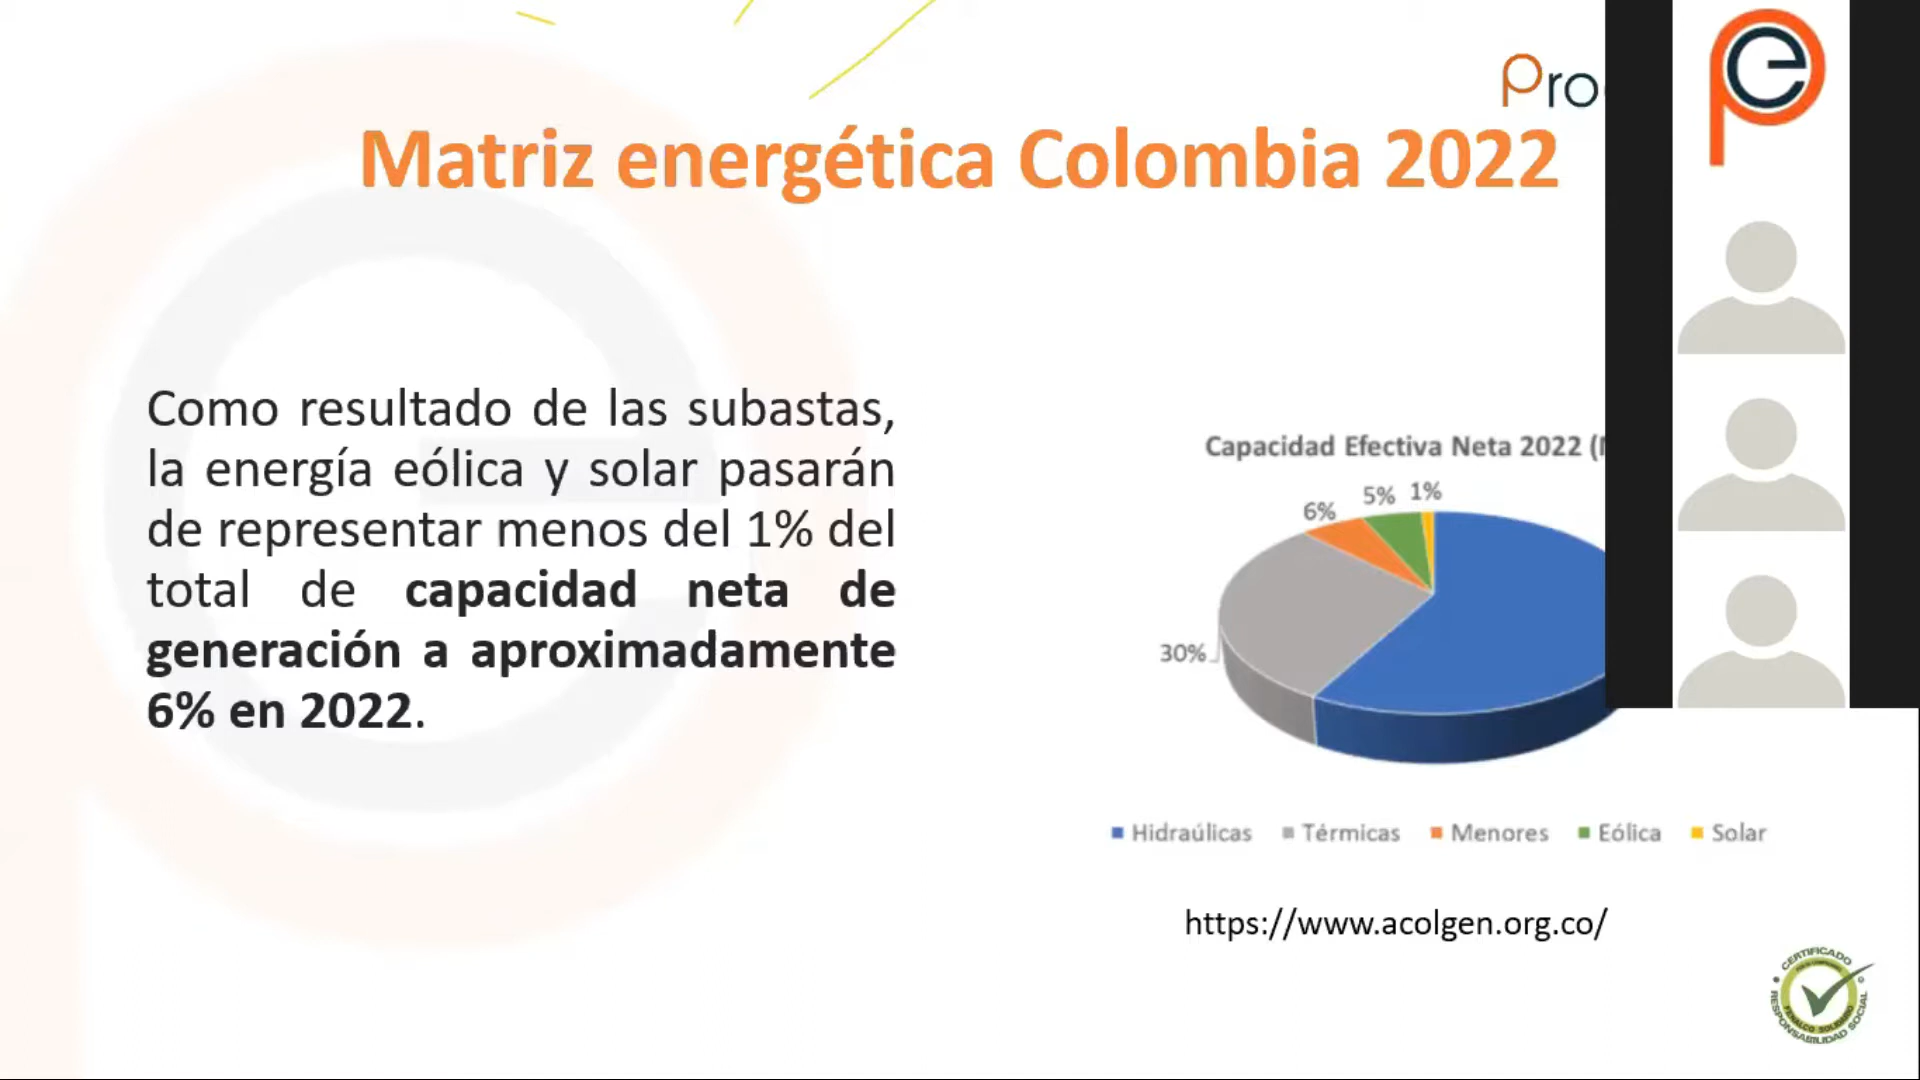 Pro
Matriz energética Colombia 2022
Como resultado de las subastas,
la energía eólica y solar pasarán
de representar menos del 1% del
total de capacidad neta de
generación a aproximadamente
6% en 2022.
Capacidad Efectiva Neta 2022 (
6% 5% 1%
30%
Hidraúlicas Térmicas Menores Eólica Solar
https://www.acolgen.org.co/
CERTIFICADO
FENALCO SOLIDARIO
RESPONSABILIDAD SOCIAL